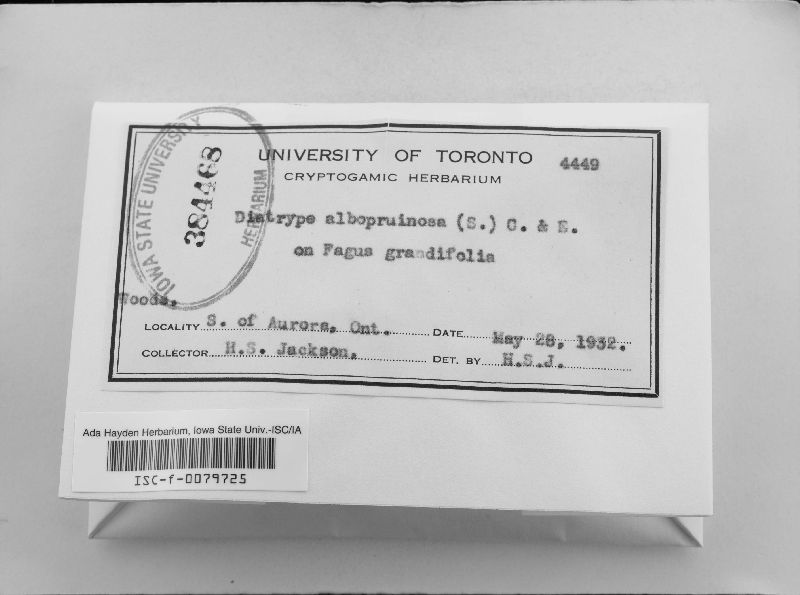 UNIVERSITY OF TORONTO 4449
CRYPTOGAMIC HERBARIUM
IOWA STATE UNIVERSITY
384468
HERBARIUM
Diatrype albopruinosa (S.) C. & E.
on Fagus grandifolia
Woods,
LOCALITY S. of Aurora, Ont. DATE May 28, 1932.
COLLECTOR H.S. Jackson, DET. BY H.S.J.
Ada Hayden Herbarium, Iowa State Univ.-ISC/IA
ISC-f-0079725